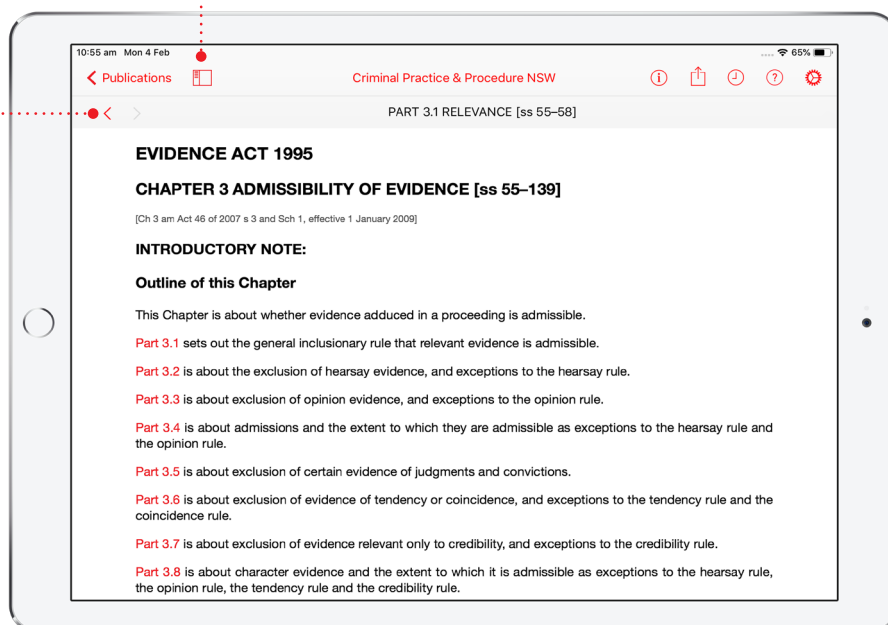 10:55 am Mon 4 Feb
65%
Publications
Criminal Practice & Procedure NSW
PART 3.1 RELEVANCE [ss 55–58]
EVIDENCE ACT 1995
CHAPTER 3 ADMISSIBILITY OF EVIDENCE [ss 55–139]
[Ch 3 am Act 46 of 2007 s 3 and Sch 1, effective 1 January 2009]
INTRODUCTORY NOTE:
Outline of this Chapter
This Chapter is about whether evidence adduced in a proceeding is admissible.
Part 3.1 sets out the general inclusionary rule that relevant evidence is admissible.
Part 3.2 is about the exclusion of hearsay evidence, and exceptions to the hearsay rule.
Part 3.3 is about exclusion of opinion evidence, and exceptions to the opinion rule.
Part 3.4 is about admissions and the extent to which they are admissible as exceptions to the hearsay rule and
the opinion rule.
Part 3.5 is about exclusion of certain evidence of judgments and convictions.
Part 3.6 is about exclusion of evidence of tendency or coincidence, and exceptions to the tendency rule and the
coincidence rule.
Part 3.7 is about exclusion of evidence relevant only to credibility, and exceptions to the credibility rule.
Part 3.8 is about character evidence and the extent to which it is admissible as exceptions to the hearsay rule,
the opinion rule, the tendency rule and the credibility rule.